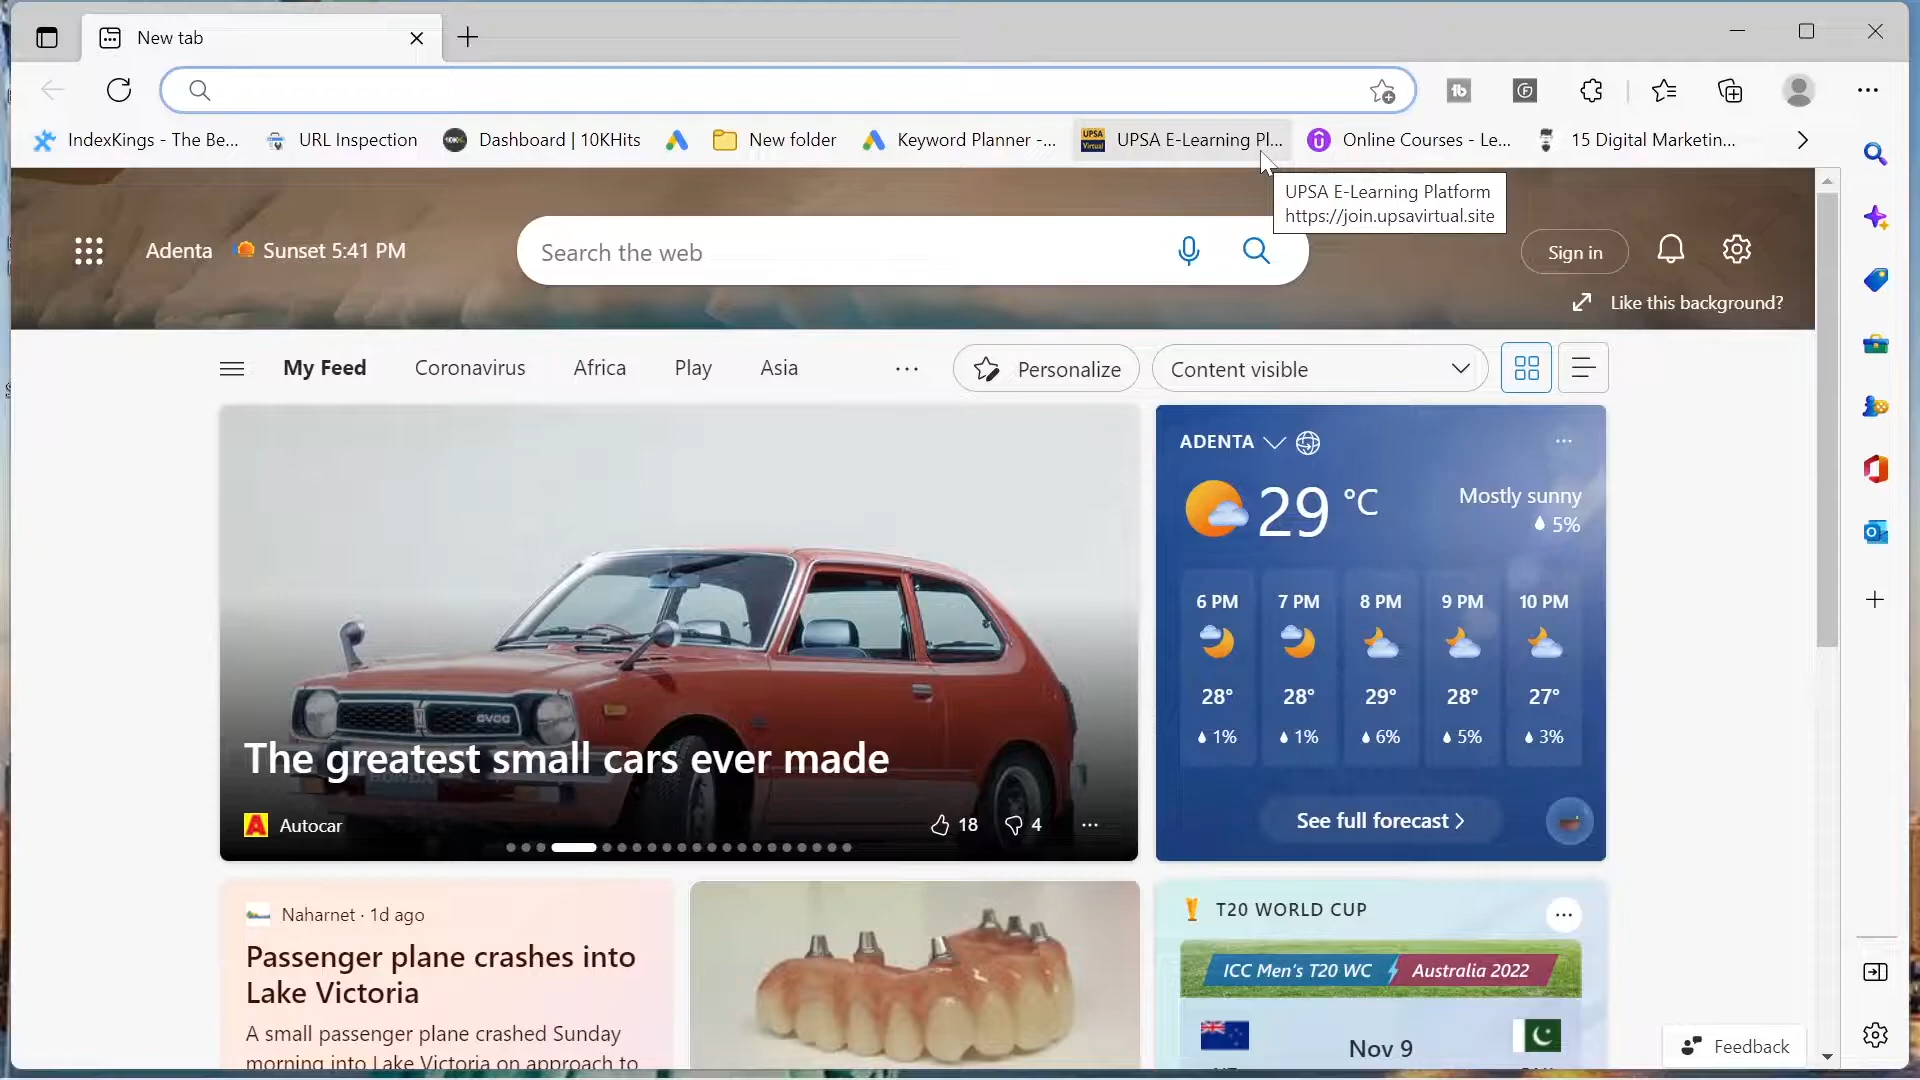 New tab
IndexKings - The Be...
URL Inspection
Dashboard | 10KHits
New folder
Keyword Planner -...
UPSA E-Learning Pl...
Online Courses - Le...
15 Digital Marketin...
UPSA E-Learning Platform
https://join.upsavirtual.site
Adenta
Sunset 5:41 PM
Search the web
Sign in
Like this background?
My Feed
Coronavirus
Africa
Play
Asia
Personalize
Content visible
The greatest small cars ever made
Autocar
18
4
ADENTA
29 °C
Mostly sunny
5%
6 PM 7 PM 8 PM 9 PM 10 PM
28° 28° 29° 28° 27°
1% 1% 6% 5% 3%
See full forecast
Naharnet · 1d ago
Passenger plane crashes into
Lake Victoria
A small passenger plane crashed Sunday
morning into Lake Victoria on approach to
T20 WORLD CUP
ICC Men's T20 WC
Australia 2022
Nov 9
Feedback